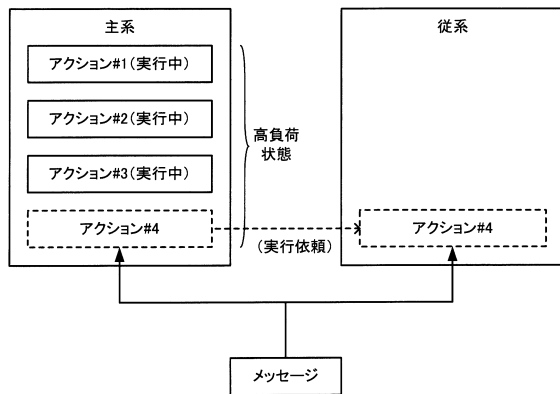 主系
従系
アクション#1(実行中)
アクション#2(実行中)
アクション#3(実行中)
高負荷
状態
アクション#4
(実行依頼)
アクション#4
メッセージ